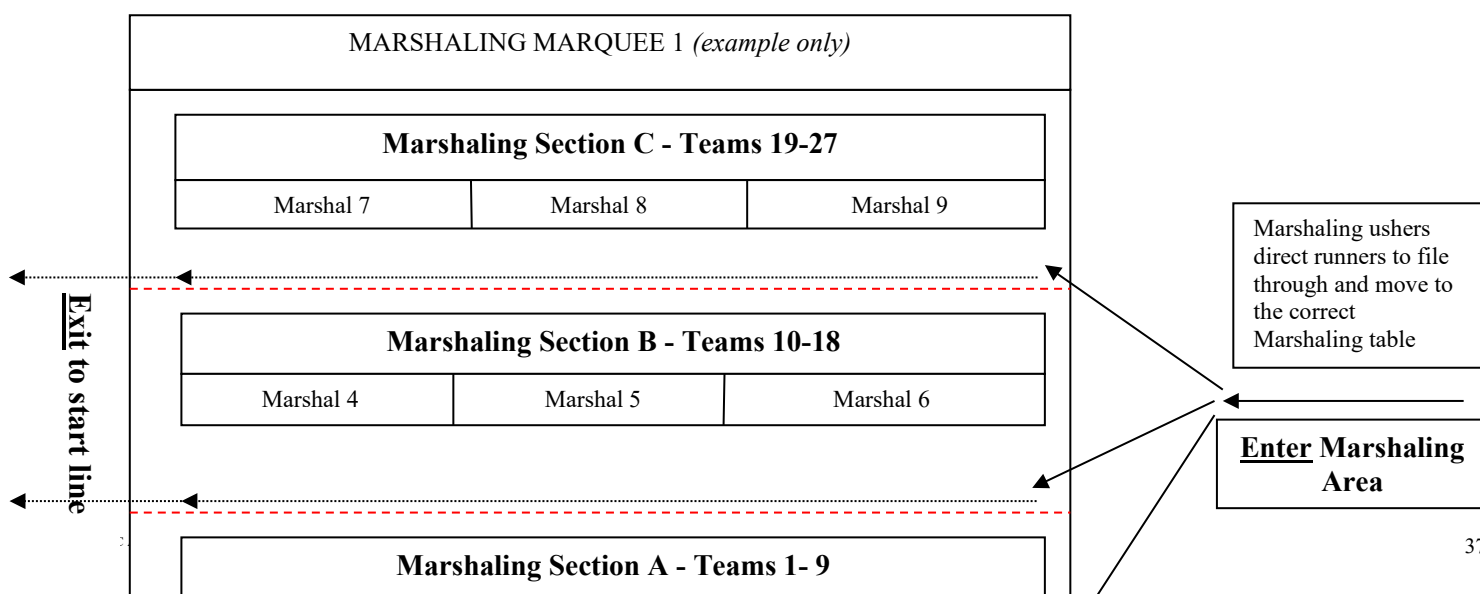 MARSHALING MARQUEE 1 (example only)
Marshaling Section C - Teams 19-27
Marshal 7
Marshal 8
Marshal 9
Marshaling ushers
direct runners to file
through and move to
the correct
Marshaling table
Exit to start line
Marshaling Section B - Teams 10-18
Marshal 4
Marshal 5
Marshal 6
Enter Marshaling
Area
Marshaling Section A - Teams 1- 9
37